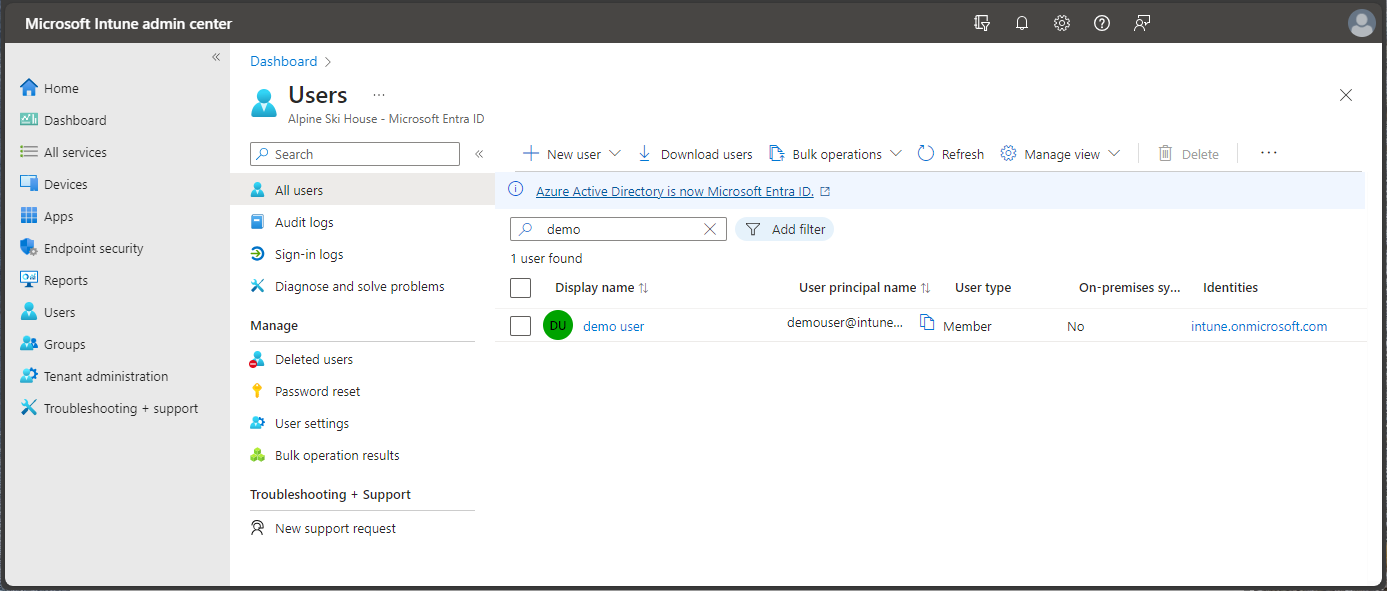 Microsoft Intune admin center
Home
Dashboard
All services
Devices
Apps
Endpoint security
Reports
Users
Groups
Tenant administration
Troubleshooting + support
Dashboard
Users
Alpine Ski House - Microsoft Entra ID
Search
All users
Audit logs
Sign-in logs
Diagnose and solve problems
Manage
Deleted users
Password reset
User settings
Bulk operation results
Troubleshooting + Support
New support request
New user Download users Bulk operations Refresh Manage view Delete
Azure Active Directory is now Microsoft Entra ID.
demo Add filter
1 user found
Display name User principal name User type On-premises sy... Identities
DU demo user demouser@intune... Member No intune.onmicrosoft.com